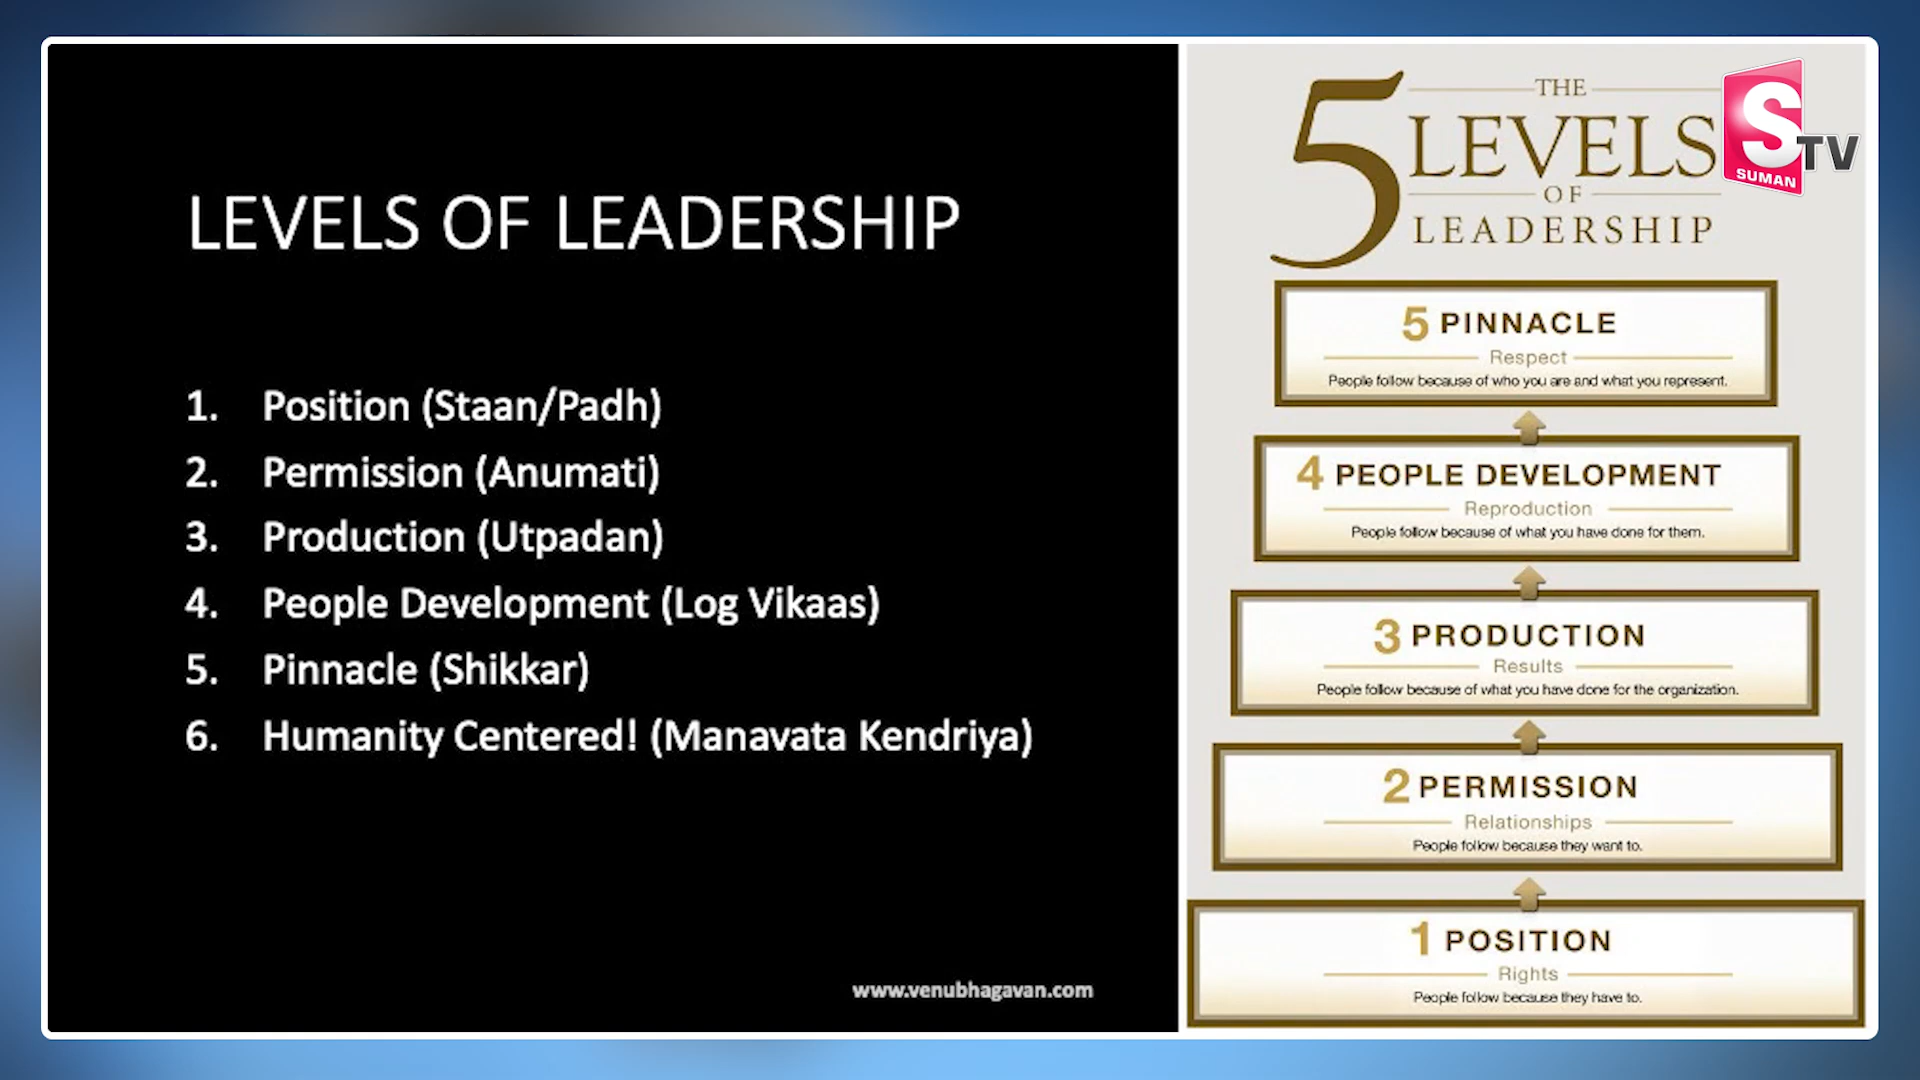 LEVELS OF LEADERSHIP
1. Position (Staan/Padh)
2. Permission (Anumati)
3. Production (Utpadan)
4. People Development (Log Vikaas)
5. Pinnacle (Shikkar)
6. Humanity Centered! (Manavata Kendriya)
www.venubhagavan.com
THE
5 LEVELS
OF
LEADERSHIP
S TV
SUMAN
5 PINNACLE
Respect
People follow because of who you are and what you represent.
4 PEOPLE DEVELOPMENT
Reproduction
People follow because of what you have done for them.
3 PRODUCTION
Results
People follow because of what you have done for the organization.
2 PERMISSION
Relationships
People follow because they want to.
1 POSITION
Rights
People follow because they have to.